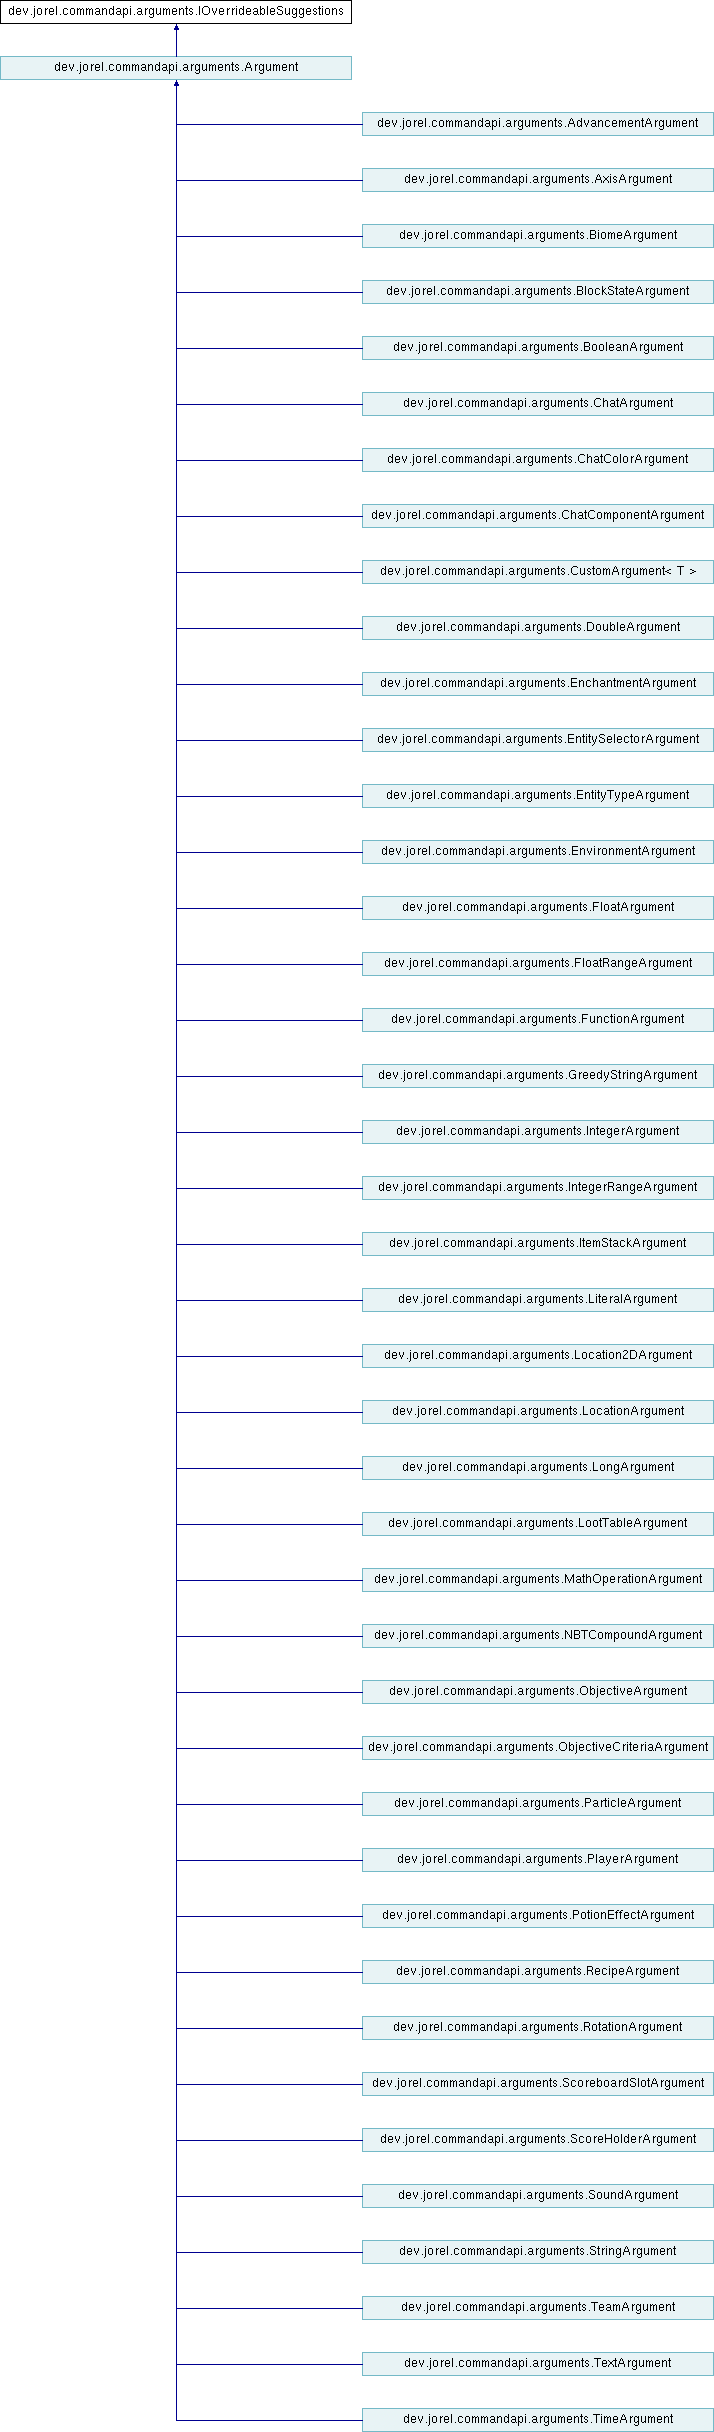 dev.jorel.commandapi.arguments.IOverrideableSuggestions
dev.jorel.commandapi.arguments.Argument
dev.jorel.commandapi.arguments.AdvancementArgument
dev.jorel.commandapi.arguments.AxisArgument
dev.jorel.commandapi.arguments.BiomeArgument
dev.jorel.commandapi.arguments.BlockStateArgument
dev.jorel.commandapi.arguments.BooleanArgument
dev.jorel.commandapi.arguments.ChatArgument
dev.jorel.commandapi.arguments.ChatColorArgument
dev.jorel.commandapi.arguments.ChatComponentArgument
dev.jorel.commandapi.arguments.CustomArgument< T >
dev.jorel.commandapi.arguments.DoubleArgument
dev.jorel.commandapi.arguments.EnchantmentArgument
dev.jorel.commandapi.arguments.EntitySelectorArgument
dev.jorel.commandapi.arguments.EntityTypeArgument
dev.jorel.commandapi.arguments.EnvironmentArgument
dev.jorel.commandapi.arguments.FloatArgument
dev.jorel.commandapi.arguments.FloatRangeArgument
dev.jorel.commandapi.arguments.FunctionArgument
dev.jorel.commandapi.arguments.GreedyStringArgument
dev.jorel.commandapi.arguments.IntegerArgument
dev.jorel.commandapi.arguments.IntegerRangeArgument
dev.jorel.commandapi.arguments.ItemStackArgument
dev.jorel.commandapi.arguments.LiteralArgument
dev.jorel.commandapi.arguments.Location2DArgument
dev.jorel.commandapi.arguments.LocationArgument
dev.jorel.commandapi.arguments.LongArgument
dev.jorel.commandapi.arguments.LootTableArgument
dev.jorel.commandapi.arguments.MathOperationArgument
dev.jorel.commandapi.arguments.NBTCompoundArgument
dev.jorel.commandapi.arguments.ObjectiveArgument
dev.jorel.commandapi.arguments.ObjectiveCriteriaArgument
dev.jorel.commandapi.arguments.ParticleArgument
dev.jorel.commandapi.arguments.PlayerArgument
dev.jorel.commandapi.arguments.PotionEffectArgument
dev.jorel.commandapi.arguments.RecipeArgument
dev.jorel.commandapi.arguments.RotationArgument
dev.jorel.commandapi.arguments.ScoreboardSlotArgument
dev.jorel.commandapi.arguments.ScoreHolderArgument
dev.jorel.commandapi.arguments.SoundArgument
dev.jorel.commandapi.arguments.StringArgument
dev.jorel.commandapi.arguments.TeamArgument
dev.jorel.commandapi.arguments.TextArgument
dev.jorel.commandapi.arguments.TimeArgument